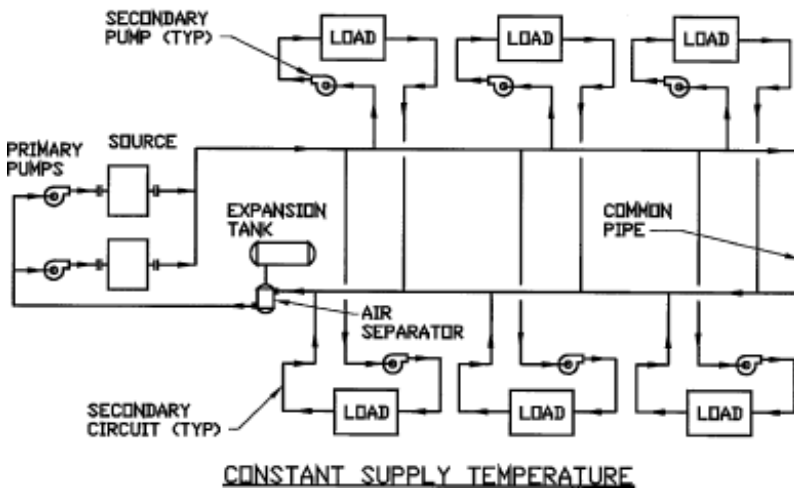 SECONDARY
PUMP (TYP)
LOAD
LOAD
LOAD
PRIMARY
PUMPS
SOURCE
EXPANSION
TANK
COMMON
PIPE
AIR
SEPARATOR
SECONDARY
CIRCUIT (TYP)
LOAD
LOAD
LOAD
CONSTANT SUPPLY TEMPERATURE